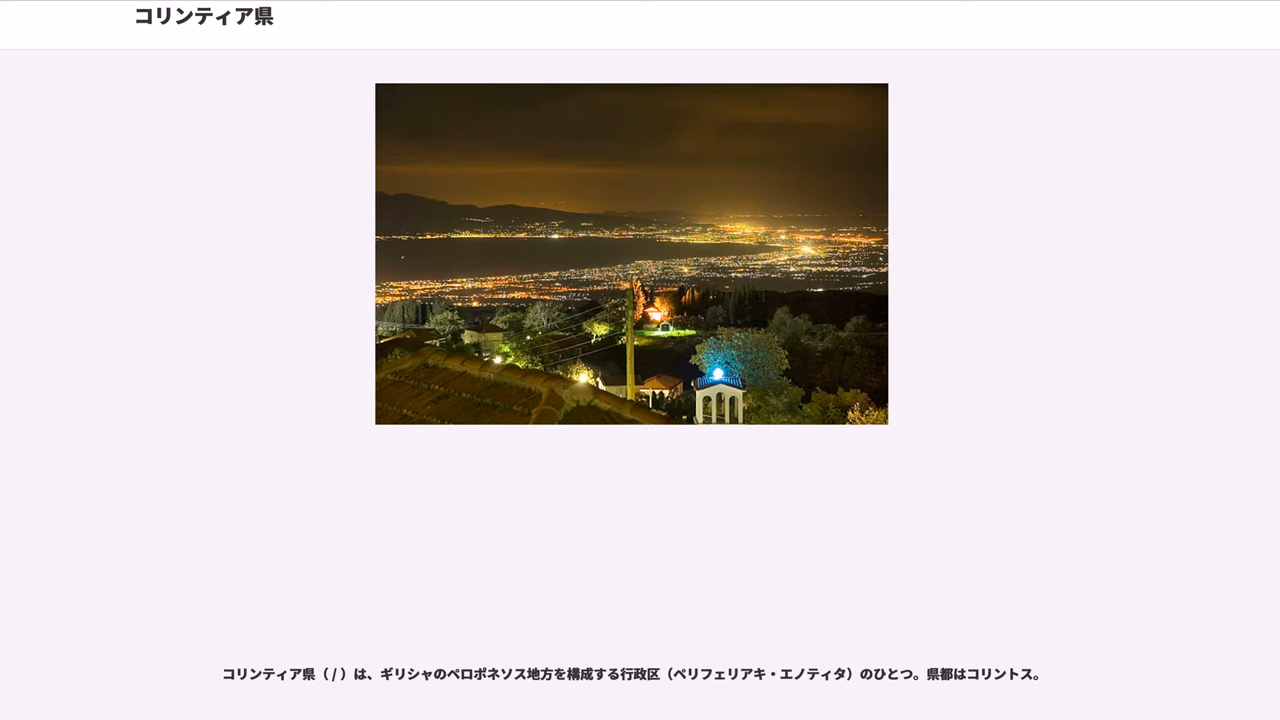 コリンティア県
コリンティア県（ / ）は、ギリシャのペロポネソス地方を構成する行政区（ペリフェリアキ・エノティタ）のひとつ。県都はコリントス。